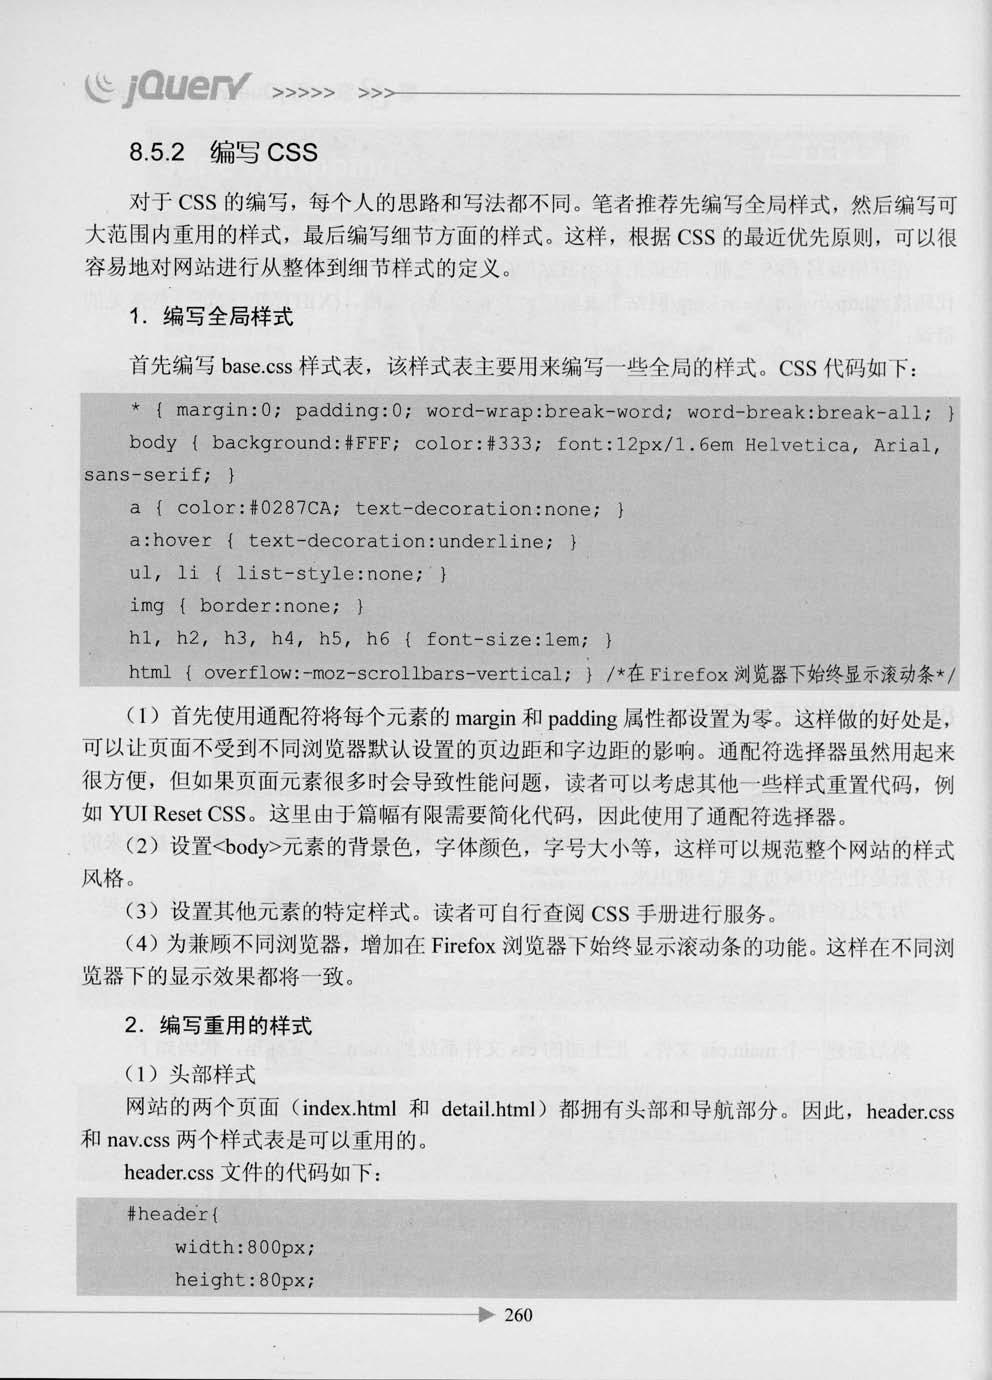 jQuery >>>>> >>>
8.5.2 编写 CSS
对于 CSS 的编写，每个人的思路和写法都不同。笔者推荐先编写全局样式，然后编写可
大范围内重用的样式，最后编写细节方面的样式。这样，根据 CSS 的最近优先原则，可以很
容易地对网站进行从整体到细节样式的定义。
1．编写全局样式
首先编写 base.css 样式表，该样式表主要用来编写一些全局的样式。CSS 代码如下：
* { margin:0; padding:0; word-wrap:break-word; word-break:break-all; }
body { background:#FFF; color:#333; font:12px/1.6em Helvetica, Arial,
sans-serif; }
a { color:#0287CA; text-decoration:none; }
a:hover { text-decoration:underline; }
ul, li { list-style:none; }
img { border:none; }
h1, h2, h3, h4, h5, h6 { font-size:1em; }
html { overflow:-moz-scrollbars-vertical; } /*在 Firefox 浏览器下始终显示滚动条*/
（1）首先使用通配符将每个元素的 margin 和 padding 属性都设置为零。这样做的好处是，
可以让页面不受到不同浏览器默认设置的页边距和字边距的影响。通配符选择器虽然用起来
很方便，但如果页面元素很多时会导致性能问题，读者可以考虑其他一些样式重置代码，例
如 YUI Reset CSS。这里由于篇幅有限需要简化代码，因此使用了通配符选择器。
（2）设置<body>元素的背景色，字体颜色，字号大小等，这样可以规范整个网站的样式
风格。
（3）设置其他元素的特定样式。读者可自行查阅 CSS 手册进行服务。
（4）为兼顾不同浏览器，增加在 Firefox 浏览器下始终显示滚动条的功能。这样在不同浏
览器下的显示效果都将一致。
2．编写重用的样式
（1）头部样式
网站的两个页面（index.html 和 detail.html）都拥有头部和导航部分。因此，header.css
和 nav.css 两个样式表是可以重用的。
header.css 文件的代码如下：
#header{
width:800px;
height:80px;
260